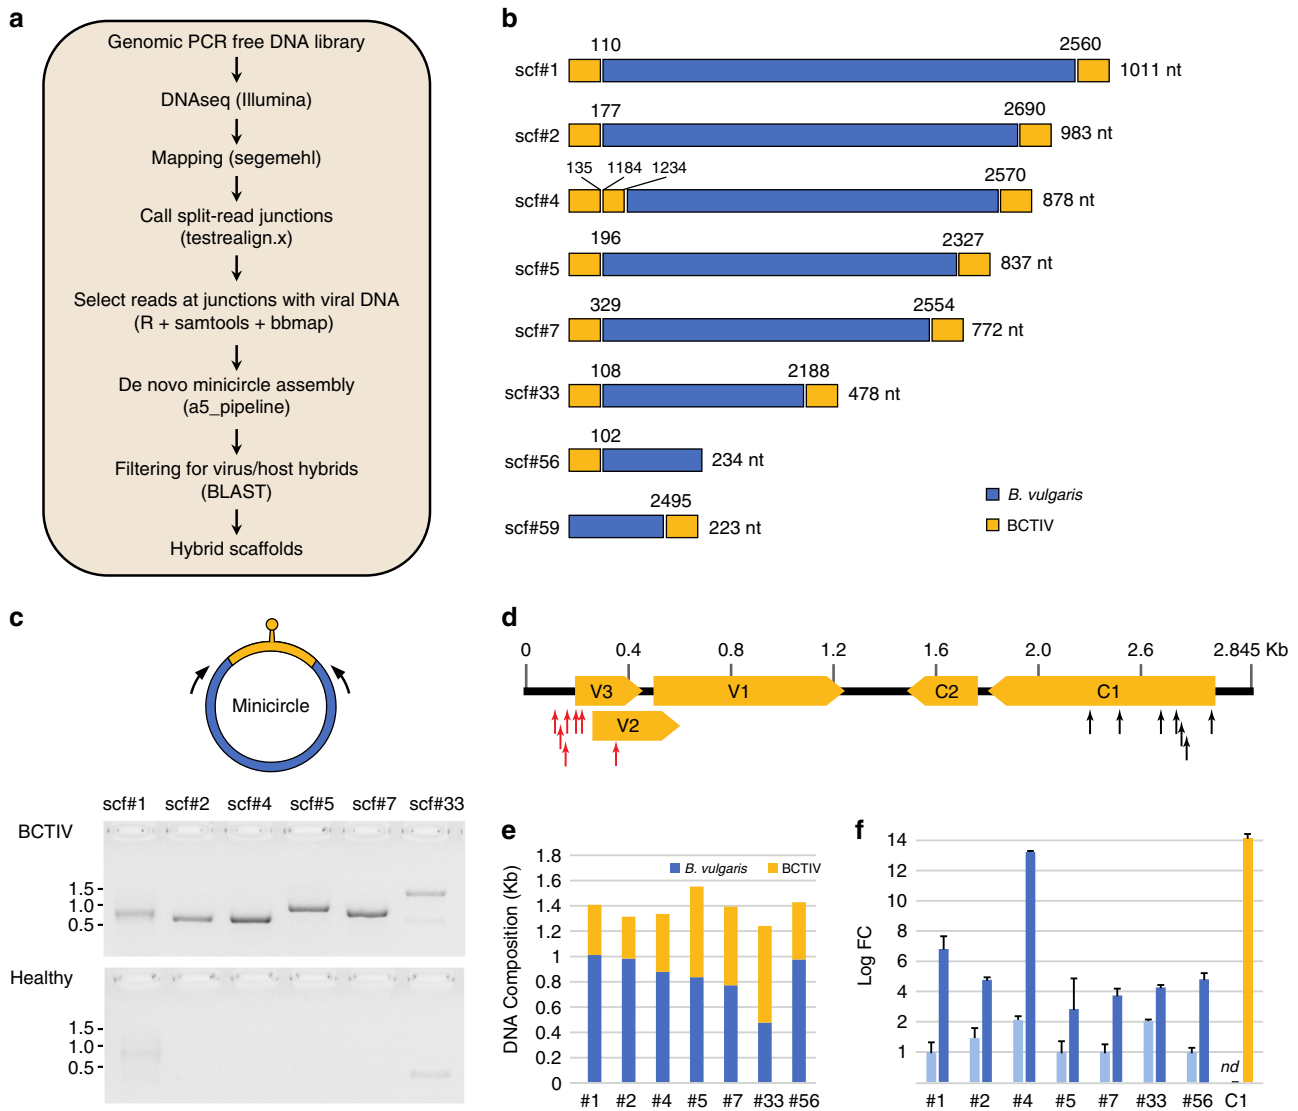 a
Genomic PCR free DNA library
DNAseq (Illumina)
Mapping (segemehl)
Call split-read junctions
(testrealign.x)
Select reads at junctions with viral DNA
(R + samtools + bbmap)
De novo minicircle assembly
(a5_pipeline)
Filtering for virus/host hybrids
(BLAST)
Hybrid scaffolds
b
110 2560
scf#1 1011 nt
177 2690
scf#2 983 nt
135 1184 1234 2570
scf#4 878 nt
196 2327
scf#5 837 nt
329 2554
scf#7 772 nt
108 2188
scf#33 478 nt
102
scf#56 234 nt
2495
scf#59 223 nt
B. vulgaris
BCTIV
c
Minicircle
scf#1 scf#2 scf#4 scf#5 scf#7 scf#33
BCTIV
1.5
1.0
0.5
Healthy
1.5
1.0
0.5
d
0 0.4 0.8 1.2 1.6 2.0 2.6 2.845 Kb
V3 V1 C2 C1
V2
e
DNA Composition (Kb)
B. vulgaris BCTIV
1.8
1.6
1.4
1.2
1
0.8
0.6
0.4
0.2
0
#1 #2 #4 #5 #7 #33 #56
f
Log FC
14
10
8
6
4
2
1
nd
#1 #2 #4 #5 #7 #33 #56 C1